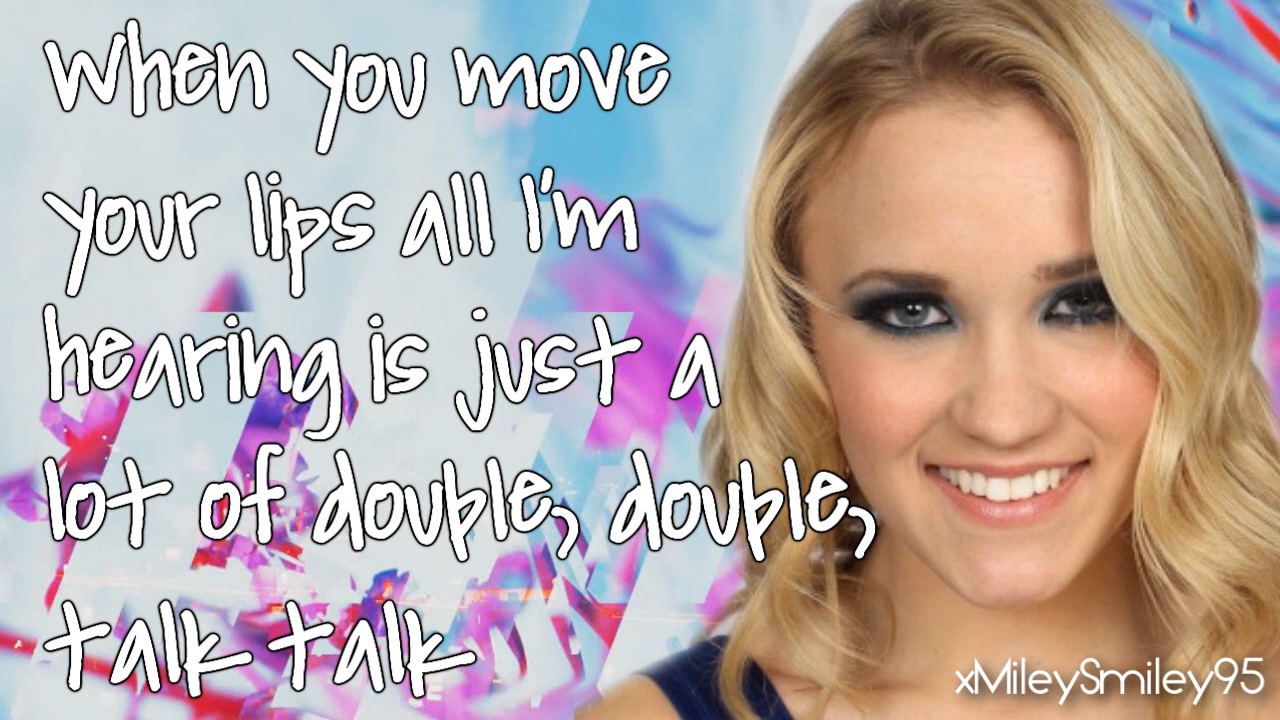 When you move
your lips all I'm
hearing is just a
lot of double, double,
talk talk
xMileySmiley95